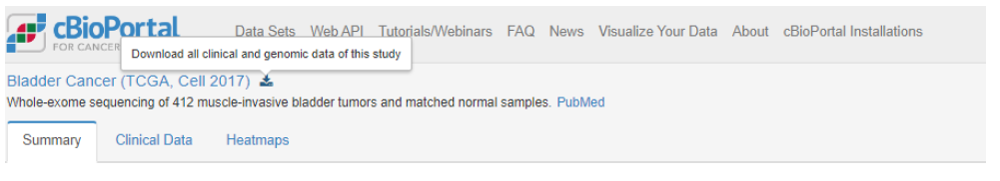 cBioPortal
FOR CANCER
Data Sets Web API Tutorials/Webinars FAQ News Visualize Your Data About cBioPortal Installations
Download all clinical and genomic data of this study
Bladder Cancer (TCGA, Cell 2017)
Whole-exome sequencing of 412 muscle-invasive bladder tumors and matched normal samples. PubMed
Summary Clinical Data Heatmaps